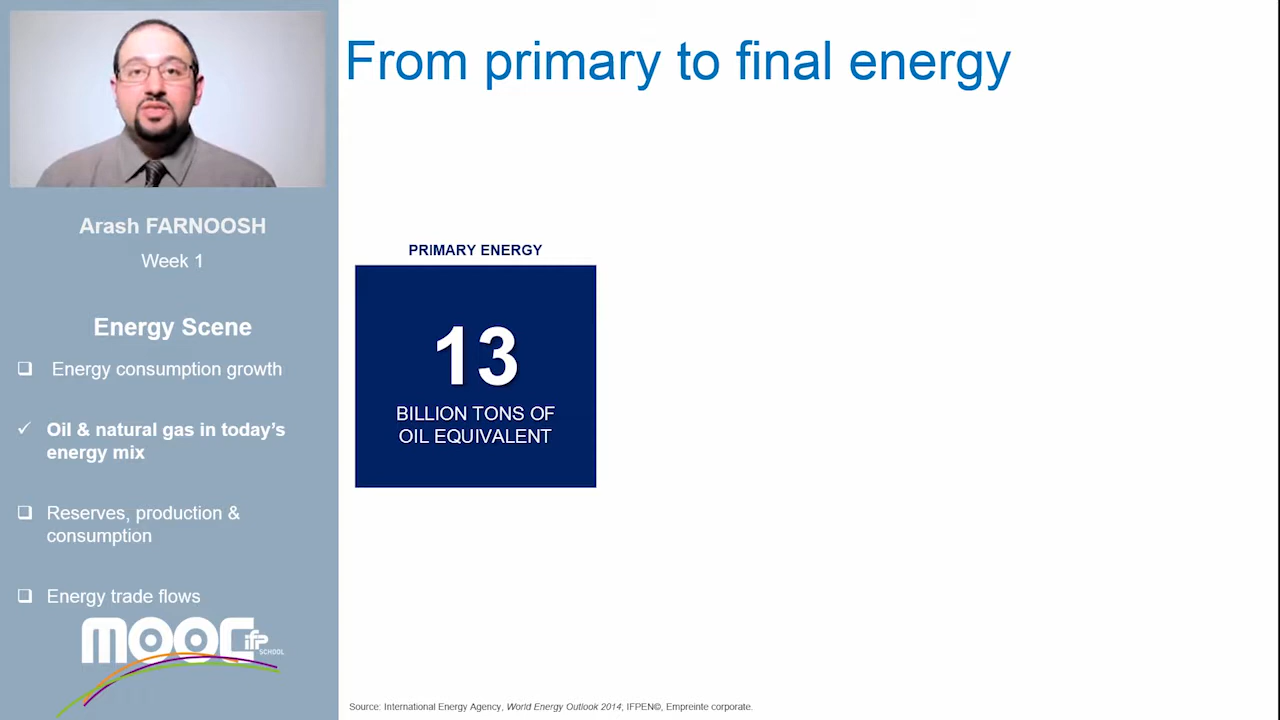 From primary to final energy
Arash FARNOOSH
Week 1
Energy Scene
Energy consumption growth
Oil & natural gas in today’s
energy mix
Reserves, production &
consumption
Energy trade flows
MOOC ifp
SCHOOL
PRIMARY ENERGY
13
BILLION TONS OF
OIL EQUIVALENT
Source: International Energy Agency, World Energy Outlook 2014, IFPEN©, Empreinte corporate.